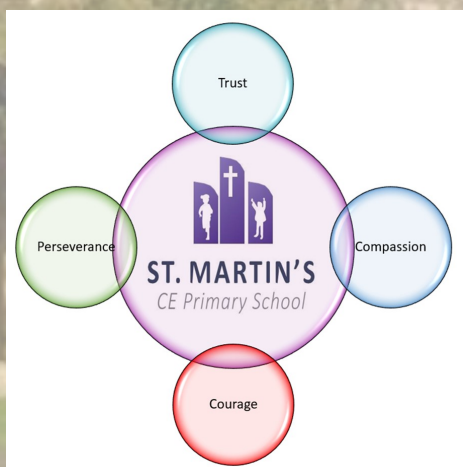 Trust
Perseverance
Compassion
ST. MARTIN'S
CE Primary School
Courage